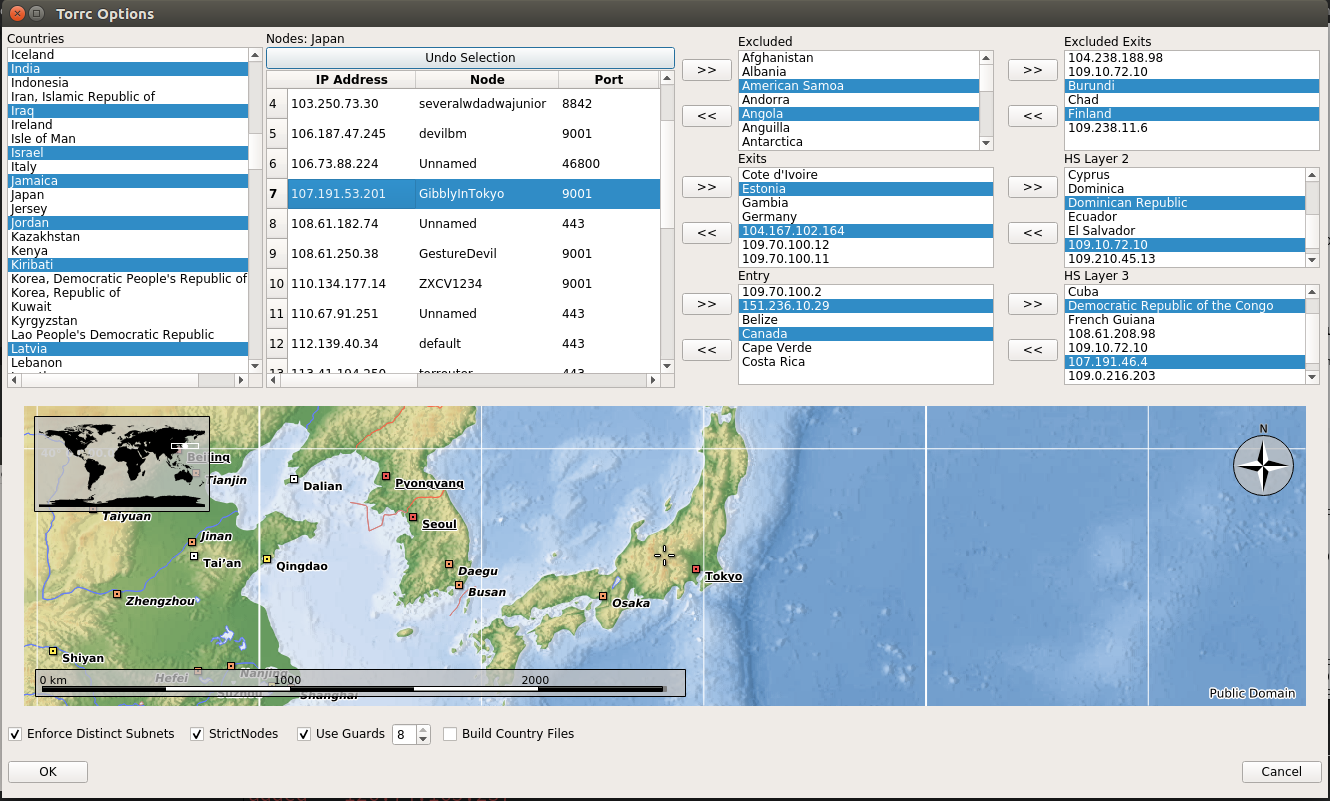 Torrc Options
Countries
Iceland
India
Indonesia
Iran, Islamic Republic of
Iraq
Ireland
Isle of Man
Israel
Italy
Jamaica
Japan
Jersey
Jordan
Kazakhstan
Kenya
Kiribati
Korea, Democratic People's Republic of
Korea, Republic of
Kuwait
Kyrgyzstan
Lao People's Democratic Republic
Latvia
Lebanon
Nodes: Japan
Undo Selection
IP Address Node Port
4 103.250.73.30 severalwdadwajunior 8842
5 106.187.47.245 devilbm 9001
6 106.73.88.224 Unnamed 46800
7 107.191.53.201 GibblyInTokyo 9001
8 108.61.182.74 Unnamed 443
9 108.61.250.38 GestureDevil 9001
10 110.134.177.14 ZXCV1234 9001
11 110.67.91.251 Unnamed 443
12 112.139.40.34 default 443
13 113.41.194.250 torrouter 443
>>
<<
>>
<<
>>
<<
Excluded
Afghanistan
Albania
American Samoa
Andorra
Angola
Anguilla
Antarctica
Exits
Cote d'Ivoire
Estonia
Gambia
Germany
104.167.102.164
109.70.100.12
109.70.100.11
Entry
109.70.100.2
151.236.10.29
Belize
Canada
Cape Verde
Costa Rica
>>
<<
>>
<<
>>
<<
Excluded Exits
104.238.188.98
109.10.72.10
Burundi
Chad
Finland
109.238.11.6
HS Layer 2
Cyprus
Dominica
Dominican Republic
Ecuador
El Salvador
109.10.72.10
109.210.45.13
HS Layer 3
Cuba
Democratic Republic of the Congo
French Guiana
108.61.208.98
109.10.72.10
107.191.46.4
109.0.216.203
N
Beijing
Tianjin
Dalian
Pyongyang
Taiyuan
Seoul
Jinan
Tai'an
Qingdao
Daegu
Busan
Tokyo
Osaka
Zhengzhou
Shiyan
Hefei
Nanjing
0 km 1000 2000
Suzhou
Shanghai
Public Domain
Enforce Distinct Subnets StrictNodes Use Guards 8 Build Country Files
OK Cancel